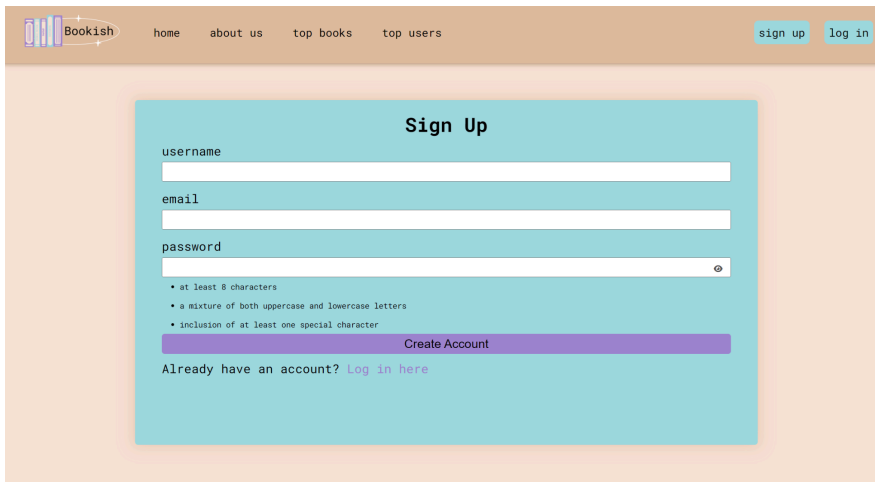 Bookish home about us top books top users sign up log in
Sign Up
username
email
password
• at least 8 characters
• a mixture of both uppercase and lowercase letters
• inclusion of at least one special character
Create Account
Already have an account? Log in here